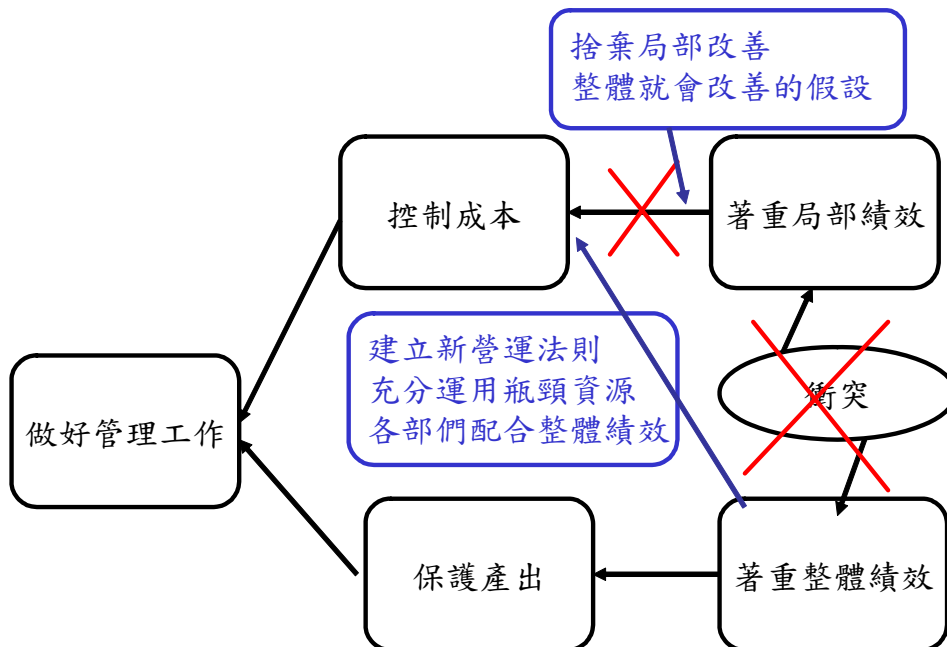 捨棄局部改善
整體就會改善的假設
控制成本
著重局部績效
建立新營運法則
充分運用瓶頸資源
各部們配合整體績效
衝突
做好管理工作
保護產出
著重整體績效